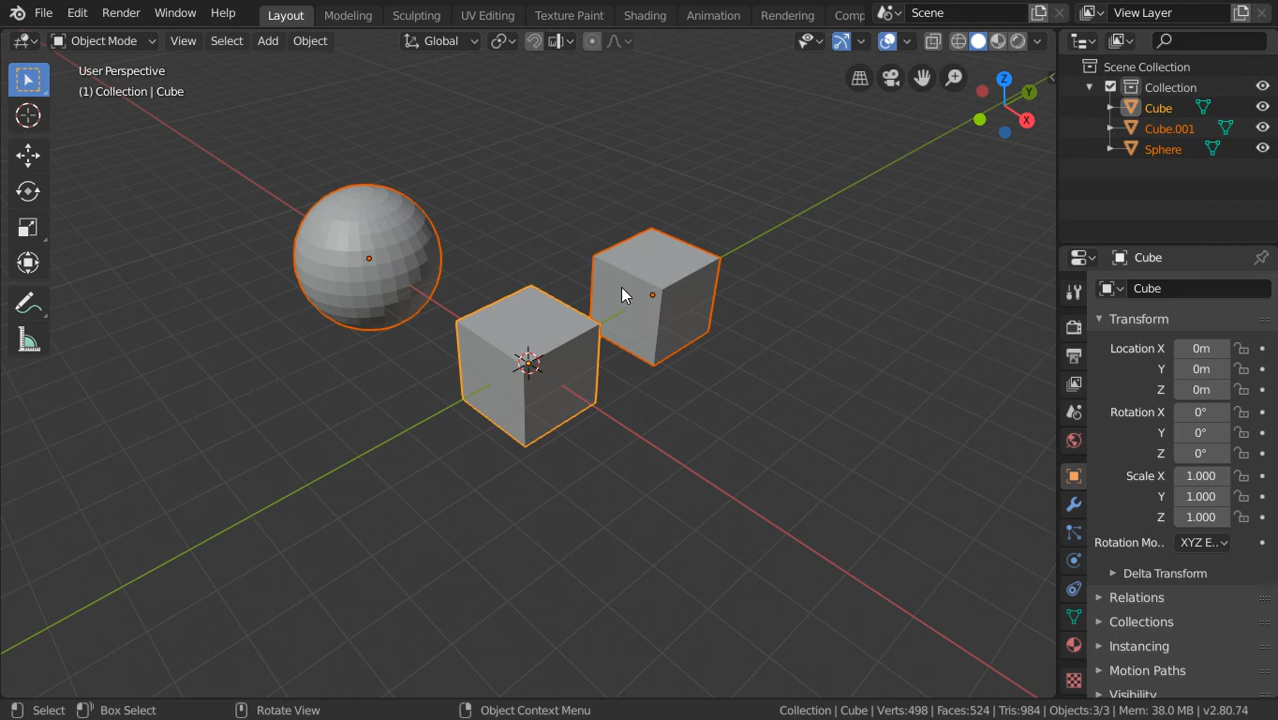 File Edit Render Window Help Layout Modeling Sculpting UV Editing Texture Paint Shading Animation Rendering Comp Scene View Layer
Object Mode View Select Add Object Global
User Perspective
(1) Collection | Cube
Z
Y
X
Scene Collection
Collection
Cube
Cube.001
Sphere
Cube
Cube
Transform
Location X 0m
Y 0m
Z 0m
Rotation X 0°
Y 0°
Z 0°
Scale X 1.000
Y 1.000
Z 1.000
Rotation Mo.. XYZ E..
Delta Transform
Relations
Collections
Instancing
Motion Paths
Visibility
Select Box Select Rotate View Object Context Menu Collection | Cube | Verts:498 | Faces:524 | Tris:984 | Objects:3/3 | Mem: 38.0 MB | v2.80.74